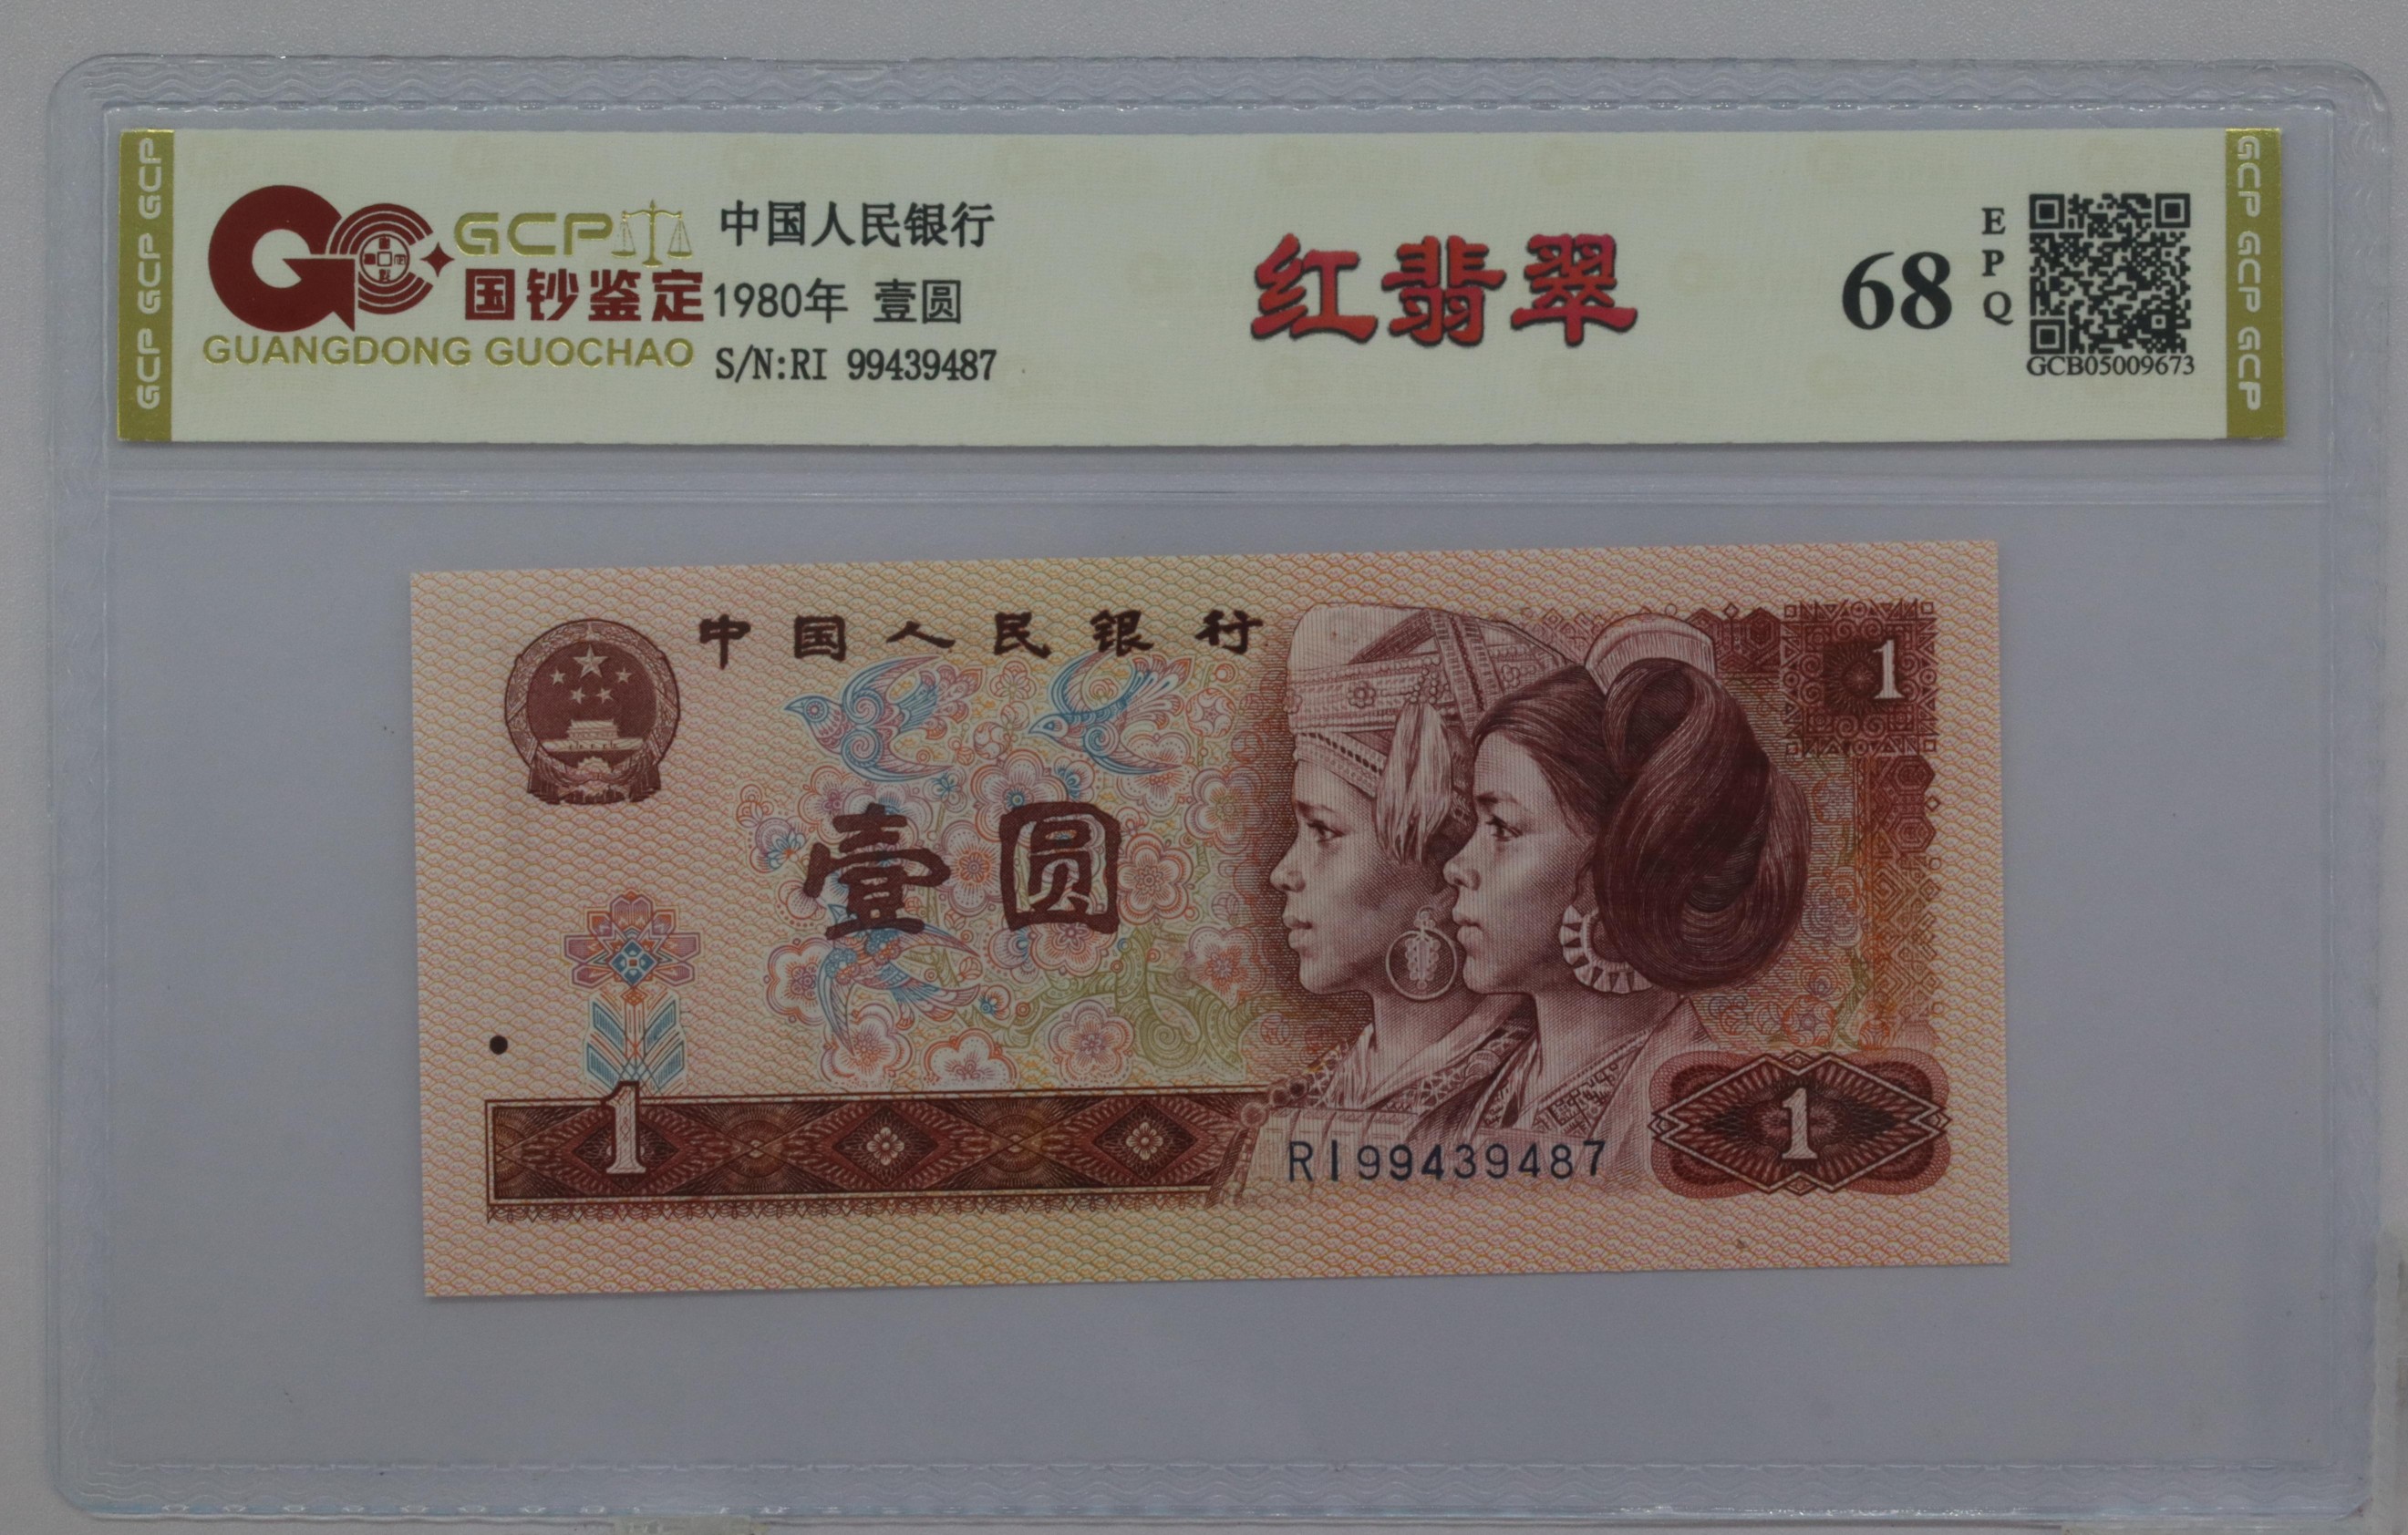 GCP GCP GCP
GCP
国钞鉴定
GUANGDONG GUOCHAO
中国人民银行
1980年 壹圆
S/N:RI 99439487
红翡翠
68
EPQ
GCB05009673
GCP GCP GCP
中国人民银行
1
壹圆
1
RI99439487
1